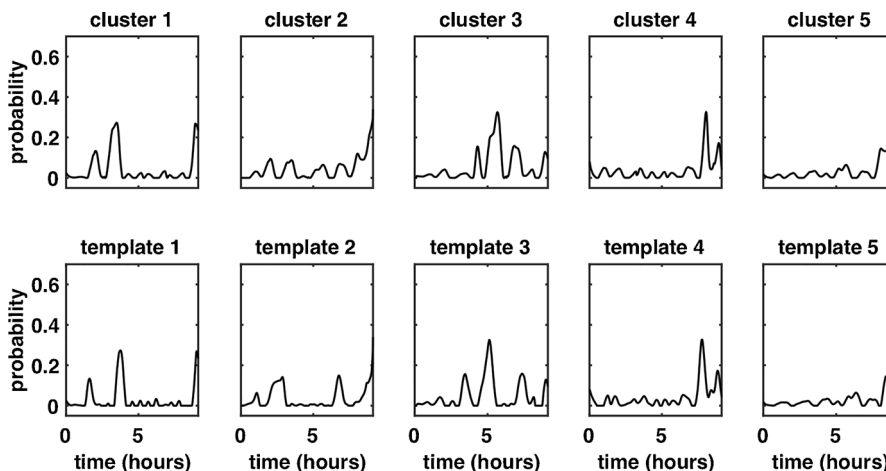 cluster 1 cluster 2 cluster 3 cluster 4 cluster 5
0.6
0.4
0.2
0
probability
template 1 template 2 template 3 template 4 template 5
0.6
0.4
0.2
0
probability
0 5 0 5 0 5 0 5 0 5
time (hours) time (hours) time (hours) time (hours) time (hours)